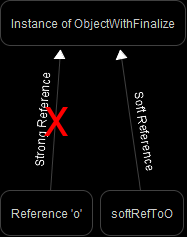 Instance of ObjectWithFinalize
Strong Reference
Soft Reference
X
Reference 'o'
softRefToO